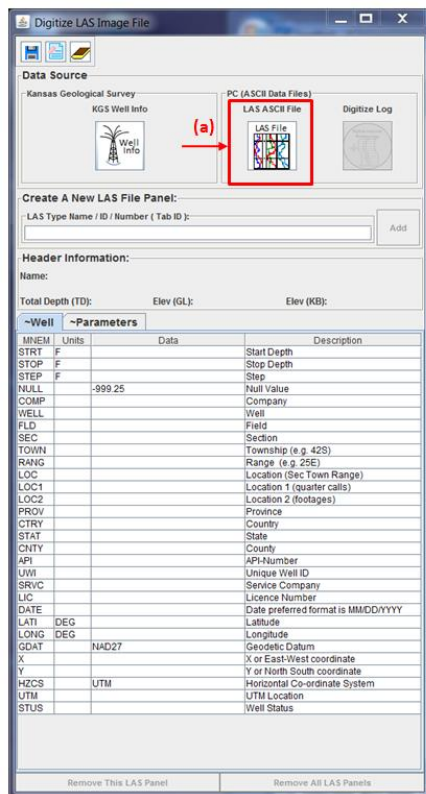 Digitize LAS Image File
Data Source
Kansas Geological Survey
PC (ASCII Data Files)
KGS Well Info
LAS ASCII File
Digitize Log
Well
Info
(a)
LAS File
Create A New LAS File Panel:
LAS Type Name / ID / Number ( Tab ID ):
Add
Header Information:
Name:
Total Depth (TD): Elev (GL): Elev (KB):
~Well ~Parameters
MNEM Units Data Description
STRT F Start Depth
STOP F Stop Depth
STEP F Step
NULL -999.25 Null Value
COMP Company
WELL Well
FLD Field
SEC Section
TOWN Township (e.g. 42S)
RANG Range (e.g. 25E)
LOC Location (Sec Town Range)
LOC1 Location 1 (quarter calls)
LOC2 Location 2 (footages)
PROV Province
CTRY Country
STAT State
CNTY County
API API-Number
UWI Unique Well ID
SRVC Service Company
LIC Licence Number
DATE Date preferred format is MM/DD/YYYY
LATI DEG Latitude
LONG DEG Longitude
GDAT NAD27 Geodetic Datum
X X or East-West coordinate
Y Y or North South coordinate
HZCS UTM Horizontal Co-ordinate System
UTM UTM Location
STUS Well Status
Remove This LAS Panel Remove All LAS Panels